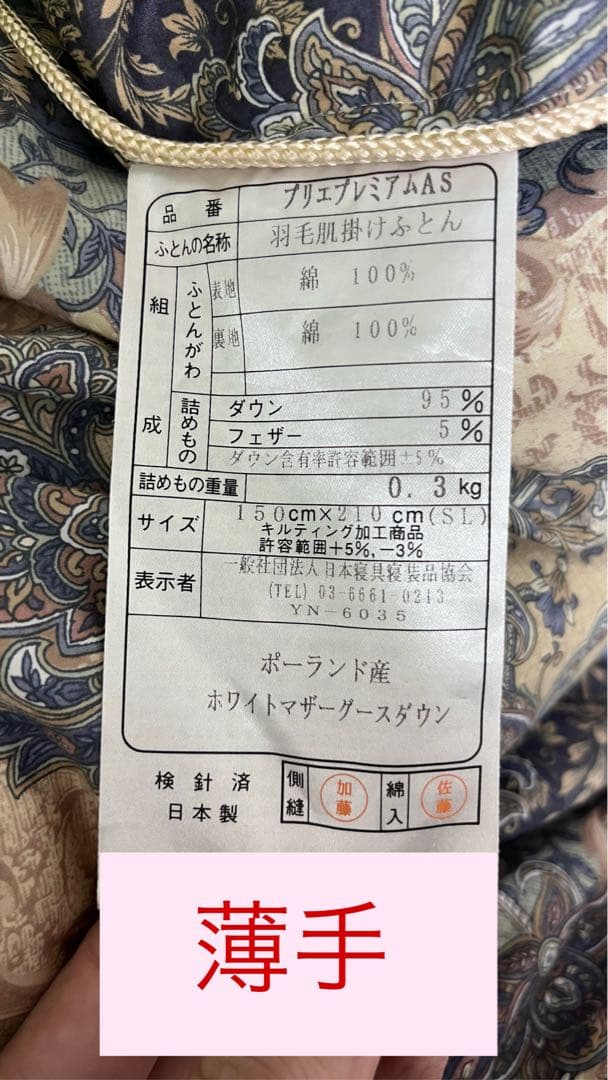 品番 プリエプレミアムAS
ふとんの名称 羽毛肌掛けふとん
組成 ふとんがわ 表地 綿 100%
裏地 綿 100%
詰めもの ダウン 95%
フェザー 5%
ダウン含有率許容範囲±5%
詰めもの重量 0.3kg
サイズ 150cm×210cm(SL)
キルティング加工商品
許容範囲+5%,−3%
表示者 一般社団法人日本寝具寝装品協会
(TEL) 03-6661-0213
YN-6035
ポーランド産
ホワイトマザーグースダウン
検針済 側縫 加藤 綿入 佐藤
日本製
薄手